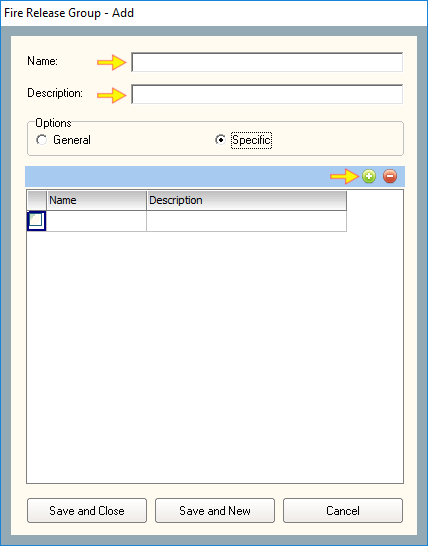 Fire Release Group - Add
Name:
Description:
Options
General Specific
Name Description
Save and Close Save and New Cancel